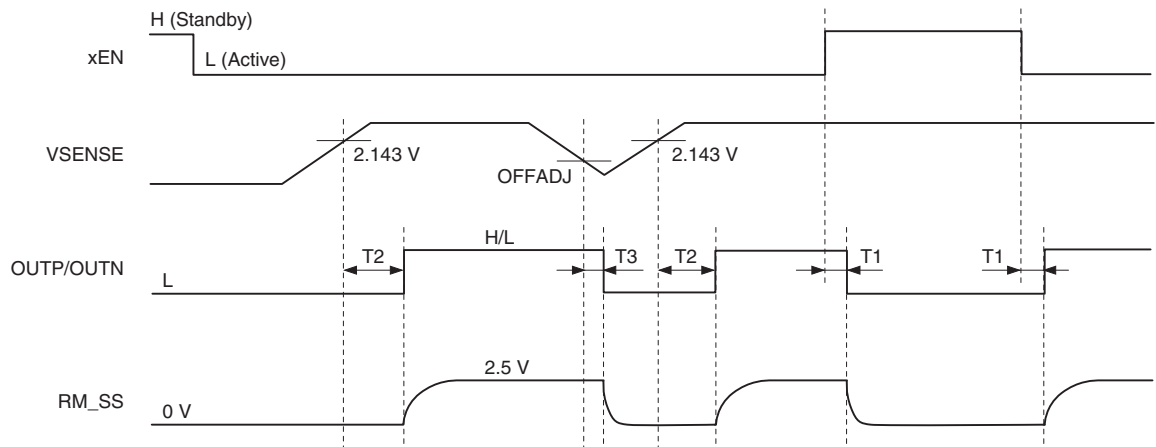 H (Standby)
xEN
L (Active)
VSENSE
2.143 V
2.143 V
OFFADJ
H/L
T3
T2
T2
T1
T1
OUTP/OUTN
L
2.5 V
RM_SS
0 V